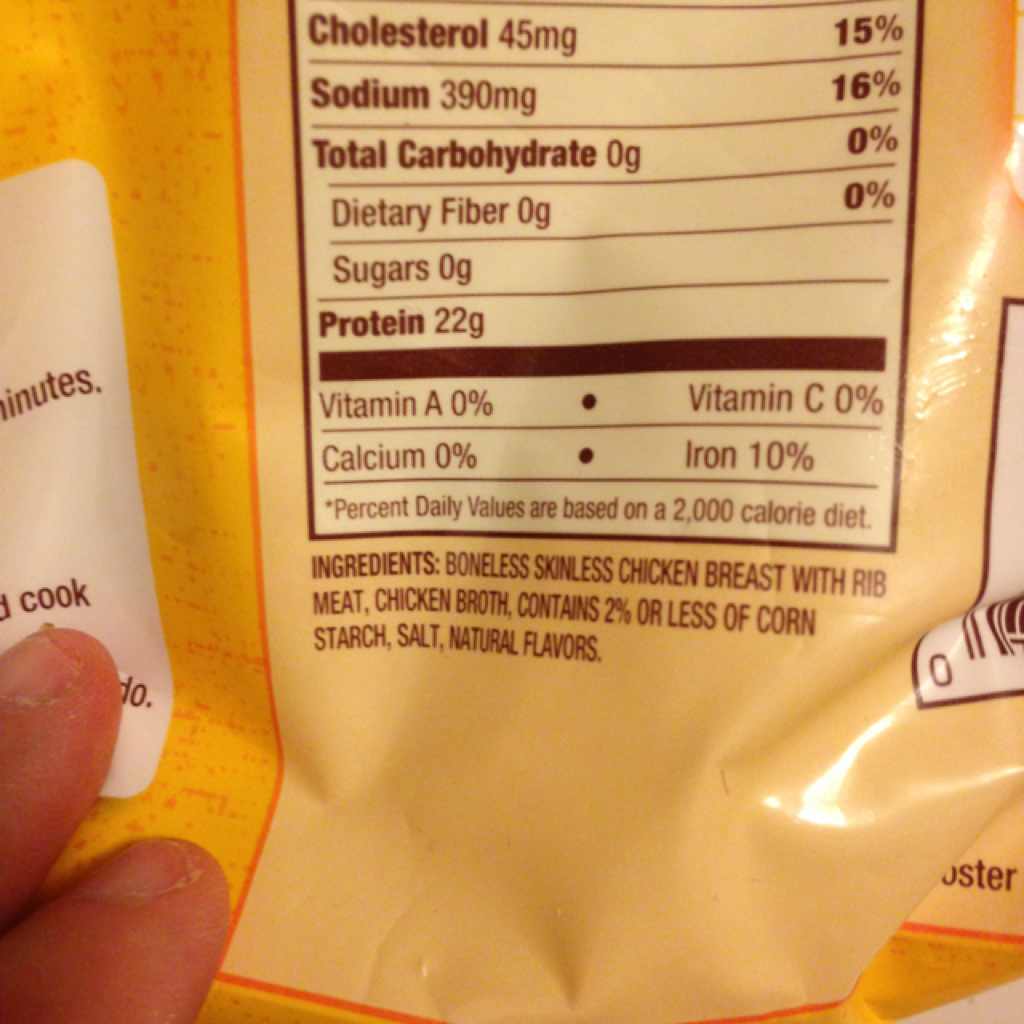 Cholesterol 45mg 15%
Sodium 390mg 16%
Total Carbohydrate 0g 0%
Dietary Fiber 0g 0%
Sugars 0g
Protein 22g
Vitamin A 0% • Vitamin C 0%
Calcium 0% • Iron 10%
*Percent Daily Values are based on a 2,000 calorie diet.
INGREDIENTS: BONELESS SKINLESS CHICKEN BREAST WITH RIB
MEAT, CHICKEN BROTH, CONTAINS 2% OR LESS OF CORN
STARCH, SALT, NATURAL FLAVORS.
cook
0